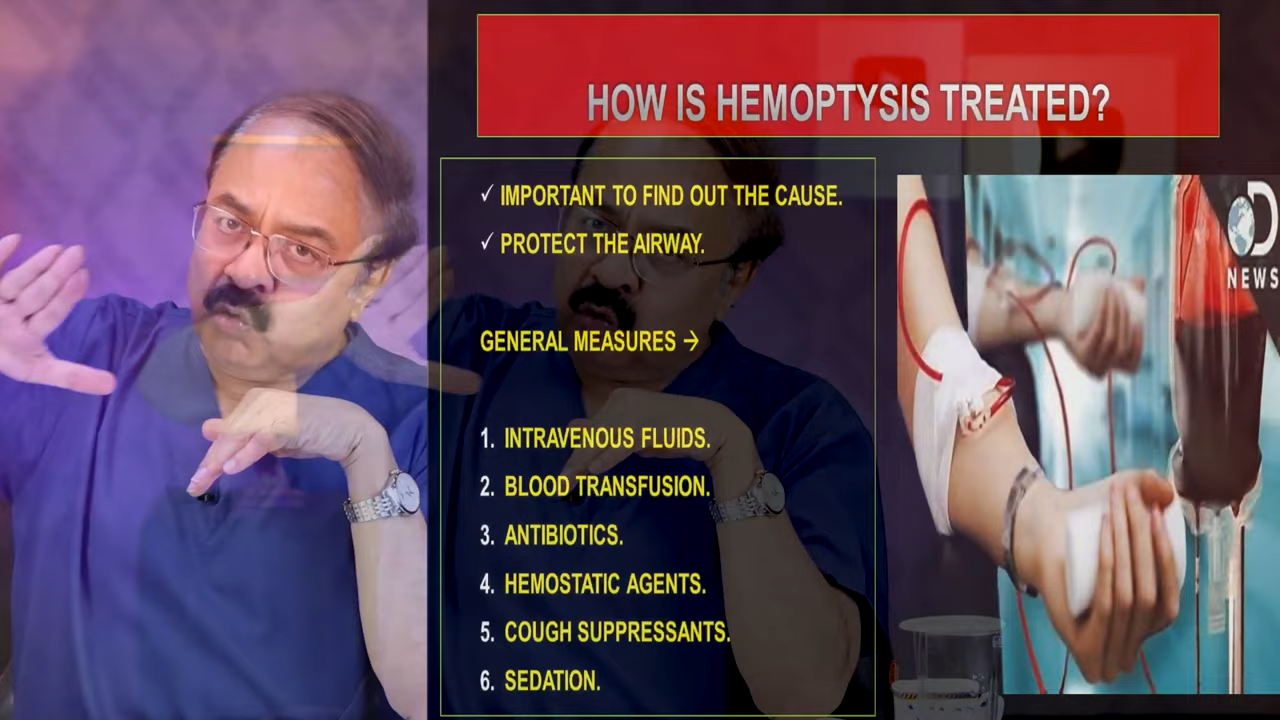 HOW IS HEMOPTYSIS TREATED?
✓ IMPORTANT TO FIND OUT THE CAUSE.
✓ PROTECT THE AIRWAY.
GENERAL MEASURES →
1. INTRAVENOUS FLUIDS.
2. BLOOD TRANSFUSION.
3. ANTIBIOTICS.
4. HEMOSTATIC AGENTS.
5. COUGH SUPPRESSANTS.
6. SEDATION.
D
NEWS